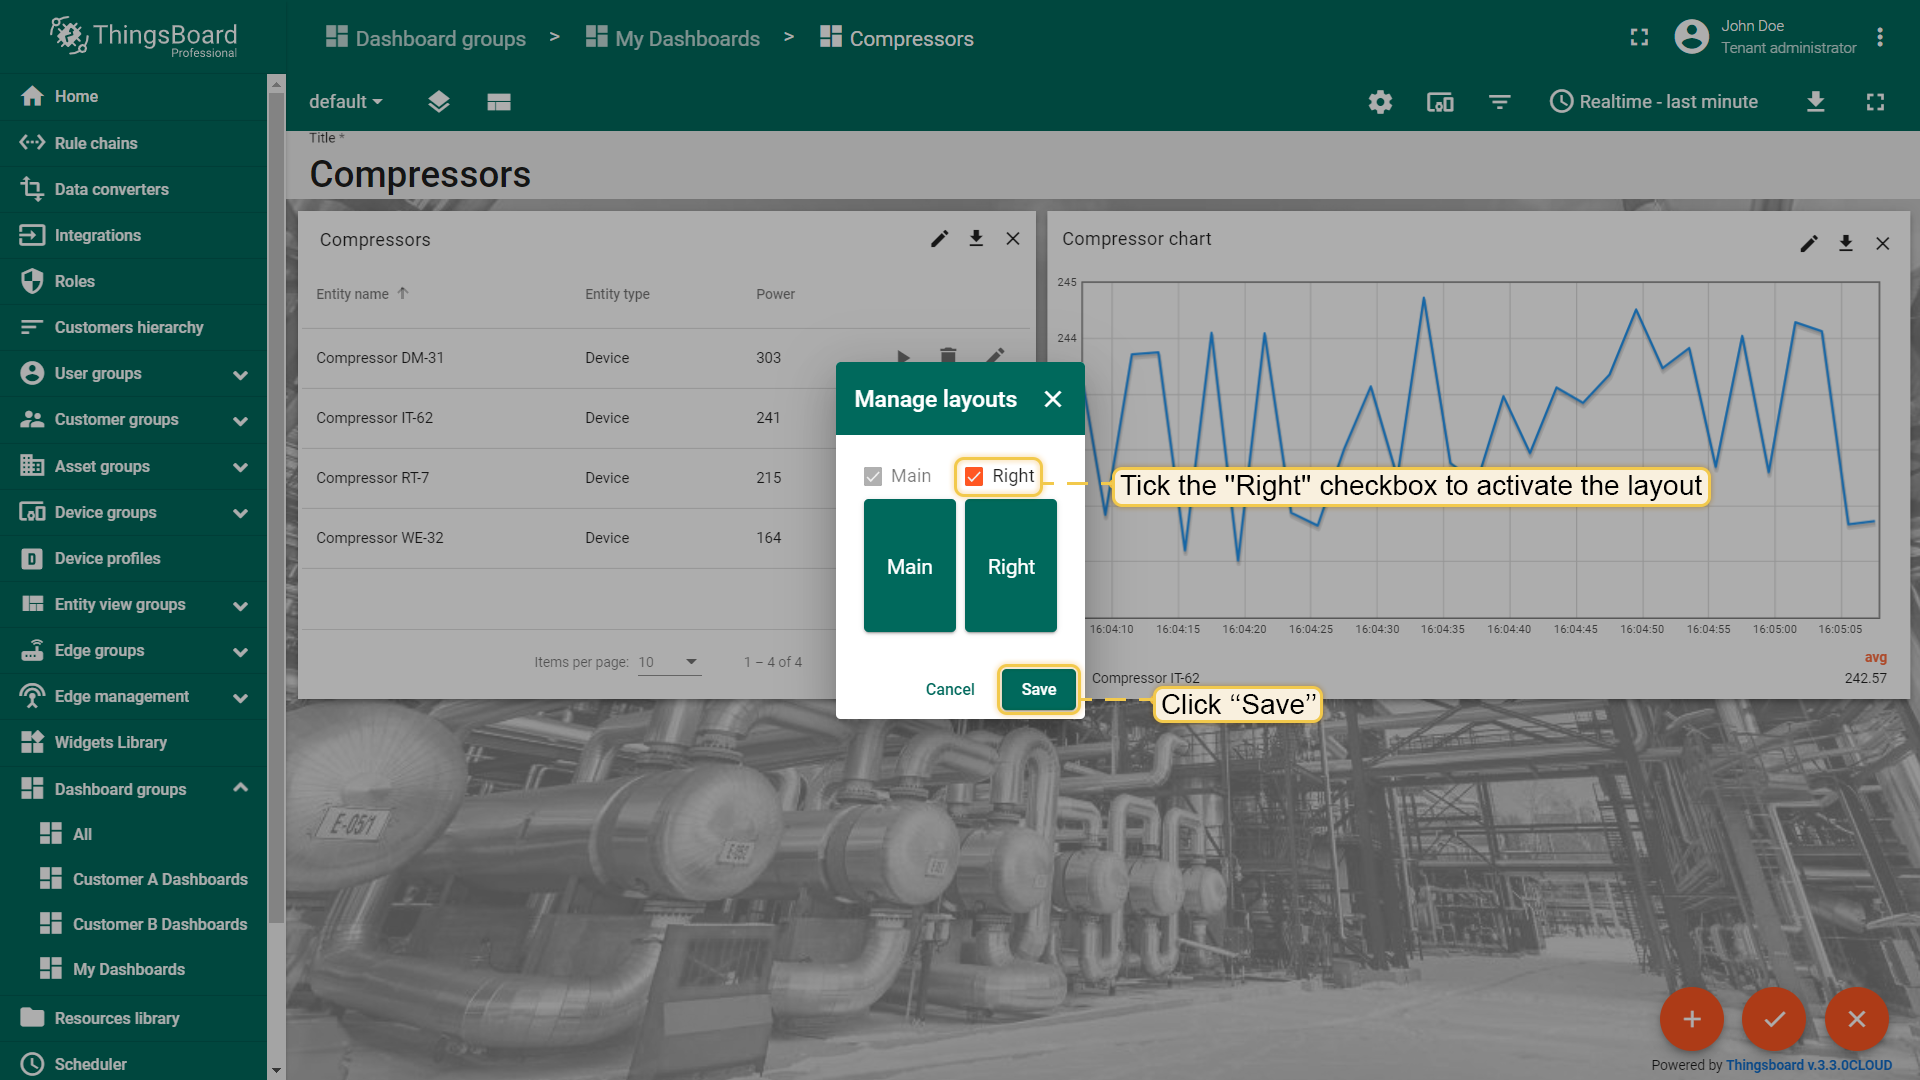 ThingsBoard
Professional
Dashboard groups > My Dashboards > Compressors
John Doe
Tenant administrator
default
Realtime - last minute
Home
Rule chains
Data converters
Integrations
Roles
Customers hierarchy
User groups
Customer groups
Asset groups
Device groups
Device profiles
Entity view groups
Edge groups
Edge management
Widgets Library
Dashboard groups
All
Customer A Dashboards
Customer B Dashboards
My Dashboards
Resources library
Scheduler
Title *
Compressors
Compressors
Entity name Entity type Power
Compressor DM-31 Device 303
Compressor IT-62 Device 241
Compressor RT-7 Device 215
Compressor WE-32 Device 164
Items per page: 10 1 – 4 of 4
Compressor chart
245
244
16:04:10 16:04:15 16:04:20 16:04:25 16:04:30 16:04:35 16:04:40 16:04:45 16:04:50 16:04:55 16:05:00 16:05:05
avg
Compressor IT-62 242.57
Manage layouts
Main Right
Main Right
Cancel Save
Tick the "Right" checkbox to activate the layout
Click “Save”
E-05/1
Powered by Thingsboard v.3.3.0CLOUD